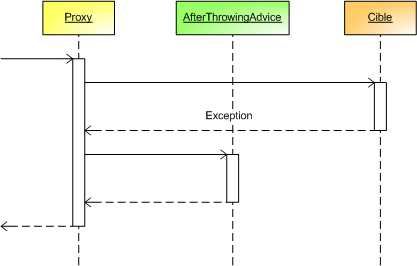 Proxy
AfterThrowingAdvice
Cible
Exception